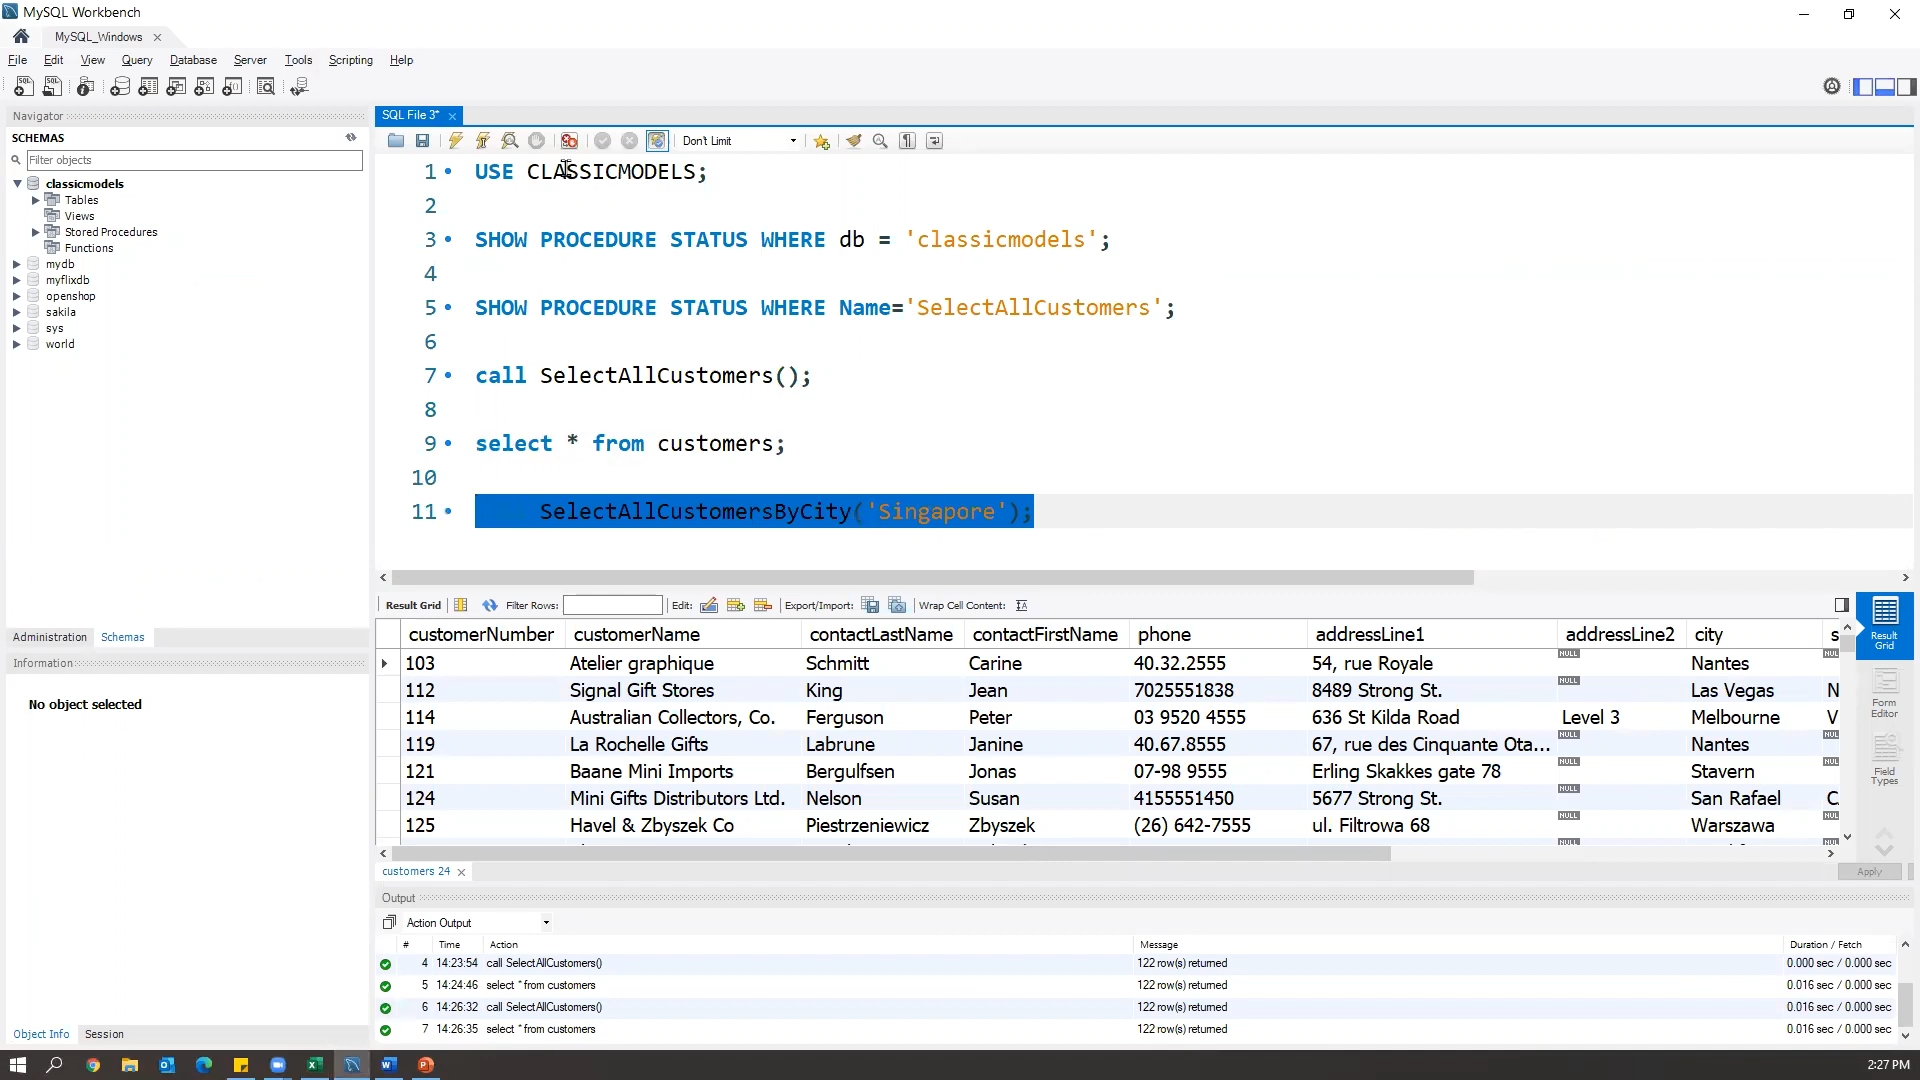 MySQL Workbench
MySQL_Windows
File Edit View Query Database Server Tools Scripting Help
Navigator
SCHEMAS
Filter objects
classicmodels
Tables
Views
Stored Procedures
Functions
mydb
myflixdb
openshop
sakila
sys
world
Administration Schemas
Information
No object selected
Object Info Session
SQL File 3*
Don't Limit
1 USE CLASSICMODELS;
2
3 SHOW PROCEDURE STATUS WHERE db = 'classicmodels';
4
5 SHOW PROCEDURE STATUS WHERE Name='SelectAllCustomers';
6
7 call SelectAllCustomers();
8
9 select * from customers;
10
11 SelectAllCustomersByCity('Singapore');
Result Grid Filter Rows: Edit: Export/Import: Wrap Cell Content:
customerNumber customerName contactLastName contactFirstName phone addressLine1 addressLine2 city s
103 Atelier graphique Schmitt Carine 40.32.2555 54, rue Royale NULL Nantes NUL
112 Signal Gift Stores King Jean 7025551838 8489 Strong St. NULL Las Vegas N
114 Australian Collectors, Co. Ferguson Peter 03 9520 4555 636 St Kilda Road Level 3 Melbourne V
119 La Rochelle Gifts Labrune Janine 40.67.8555 67, rue des Cinquante Ota... NULL Nantes NUL
121 Baane Mini Imports Bergulfsen Jonas 07-98 9555 Erling Skakkes gate 78 NULL Stavern NUL
124 Mini Gifts Distributors Ltd. Nelson Susan 4155551450 5677 Strong St. NULL San Rafael C
125 Havel & Zbyszek Co Piestrzeniewicz Zbyszek (26) 642-7555 ul. Filtrowa 68 NULL Warszawa NUL
NULL NUL
Result Grid
Form Editor
Field Types
customers 24
Apply
Output
Action Output
# Time Action Message Duration / Fetch
4 14:23:54 call SelectAllCustomers() 122 row(s) returned 0.000 sec / 0.000 sec
5 14:24:46 select * from customers 122 row(s) returned 0.016 sec / 0.000 sec
6 14:26:32 call SelectAllCustomers() 122 row(s) returned 0.016 sec / 0.000 sec
7 14:26:35 select * from customers 122 row(s) returned 0.016 sec / 0.000 sec
2:27 PM